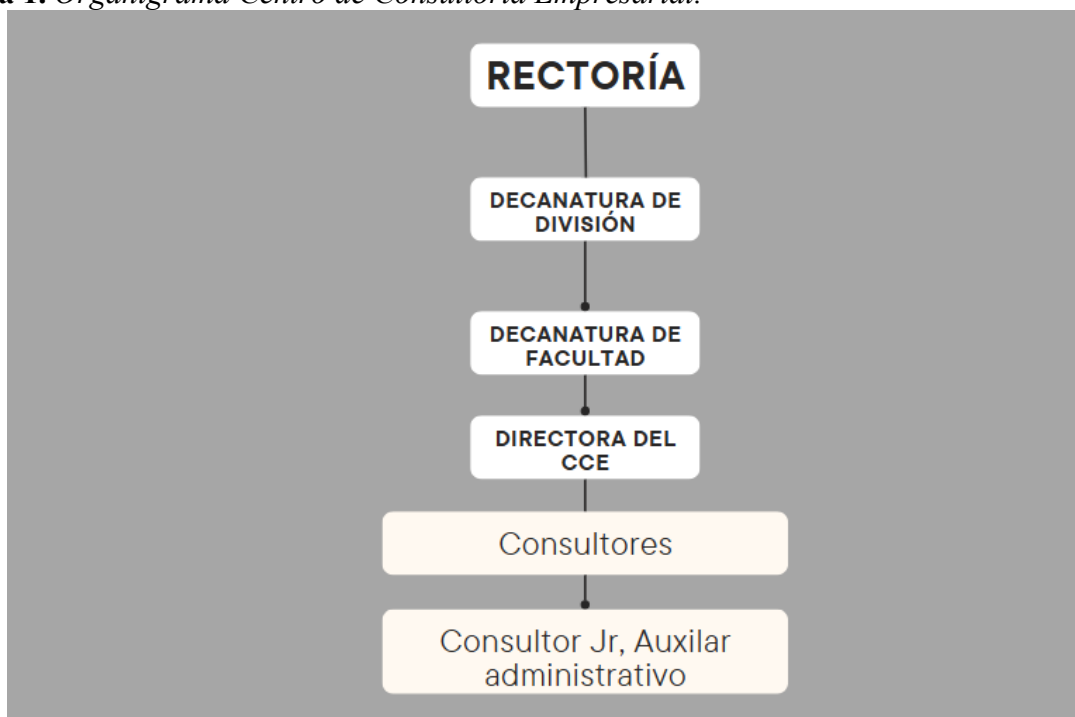 a 1. Organigrama Centro de Consultoría Empresarial.
RECTORÍA
DECANATURA DE
DIVISIÓN
DECANATURA DE
FACULTAD
DIRECTORA DEL
CCE
Consultores
Consultor Jr, Auxilar
administrativo